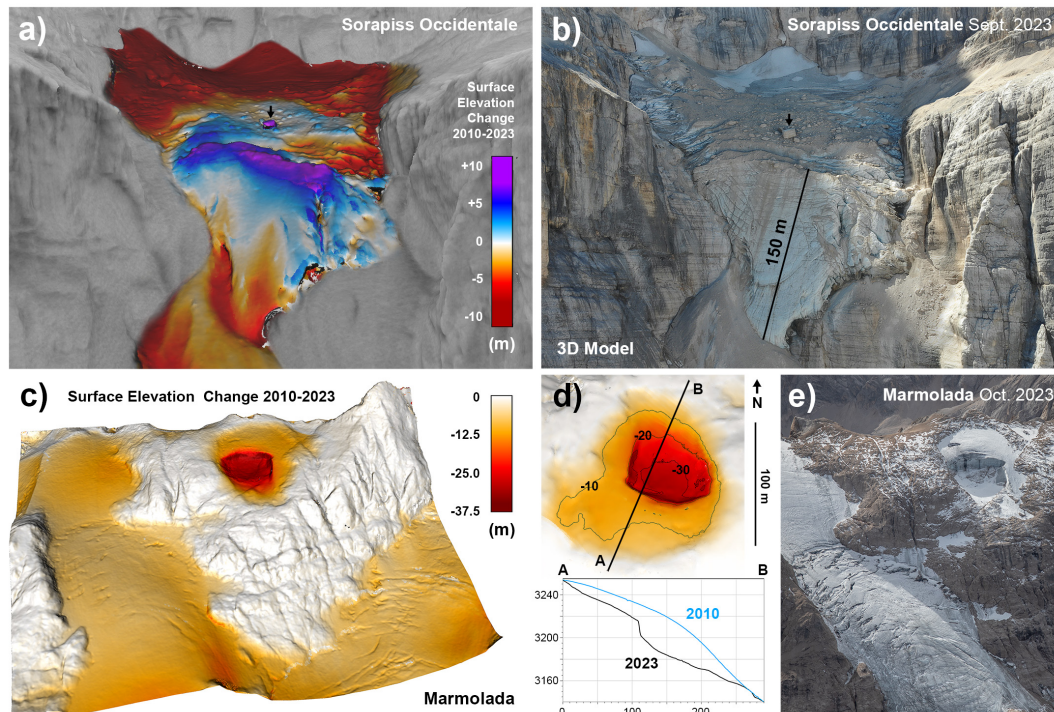 a)
Sorapiss Occidentale
Surface
Elevation
Change
2010-2023
+10
+5
0
-5
-10
(m)
b)
Sorapiss Occidentale Sept. 2023
150 m
3D Model
c)
Surface Elevation Change 2010-2023
0
-12.5
-25.0
-37.5
(m)
Marmolada
d)
B
N
-20
-30
-10
100 m
A
A
B
3240
2010
3200
2023
3160
0
100
200
e)
Marmolada Oct. 2023